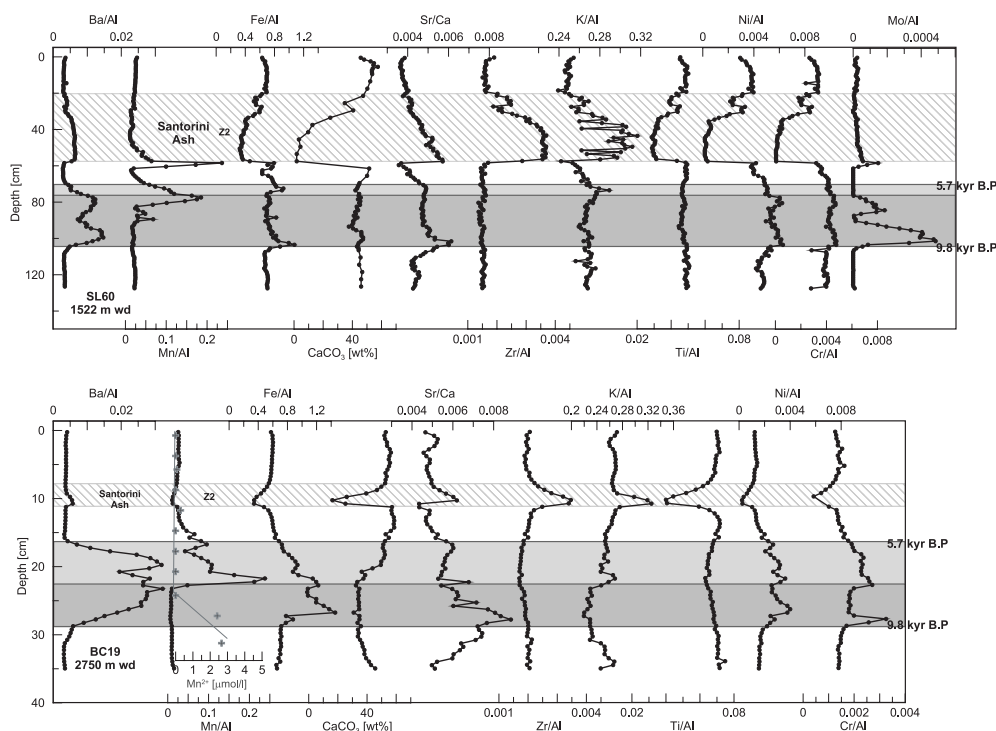 Ba/Al Fe/Al Sr/Ca K/Al Ni/Al Mo/Al
0 0.02 0 0.4 0.8 1.2 0.004 0.006 0.008 0.24 0.28 0.32 0 0.004 0.008 0 0.0004
0
40
80
120
Depth [cm]
Santorini
Ash
Z2
5.7 kyr B.P
9.8 kyr B.P
SL60
1522 m wd
0 0.1 0.2 0 40 0.001 0.004 0.02 0.08 0 0.004 0.008
Mn/Al CaCO3 [wt%] Zr/Al Ti/Al Cr/Al
Ba/Al Fe/Al Sr/Ca K/Al Ni/Al
0 0.02 0 0.4 0.8 1.2 0.004 0.006 0.008 0.2 0.24 0.28 0.32 0.36 0 0.004 0.008
0
10
20
30
40
Depth [cm]
Santorini
Ash
Z2
5.7 kyr B.P
9.8 kyr B.P
BC19
2750 m wd
0 1 2 3 4 5
Mn2+ [µmol/l]
0 0.1 0.2 0 40 0.001 0.004 0.02 0.08 0 0.002 0.004
Mn/Al CaCO3 [wt%] Zr/Al Ti/Al Cr/Al